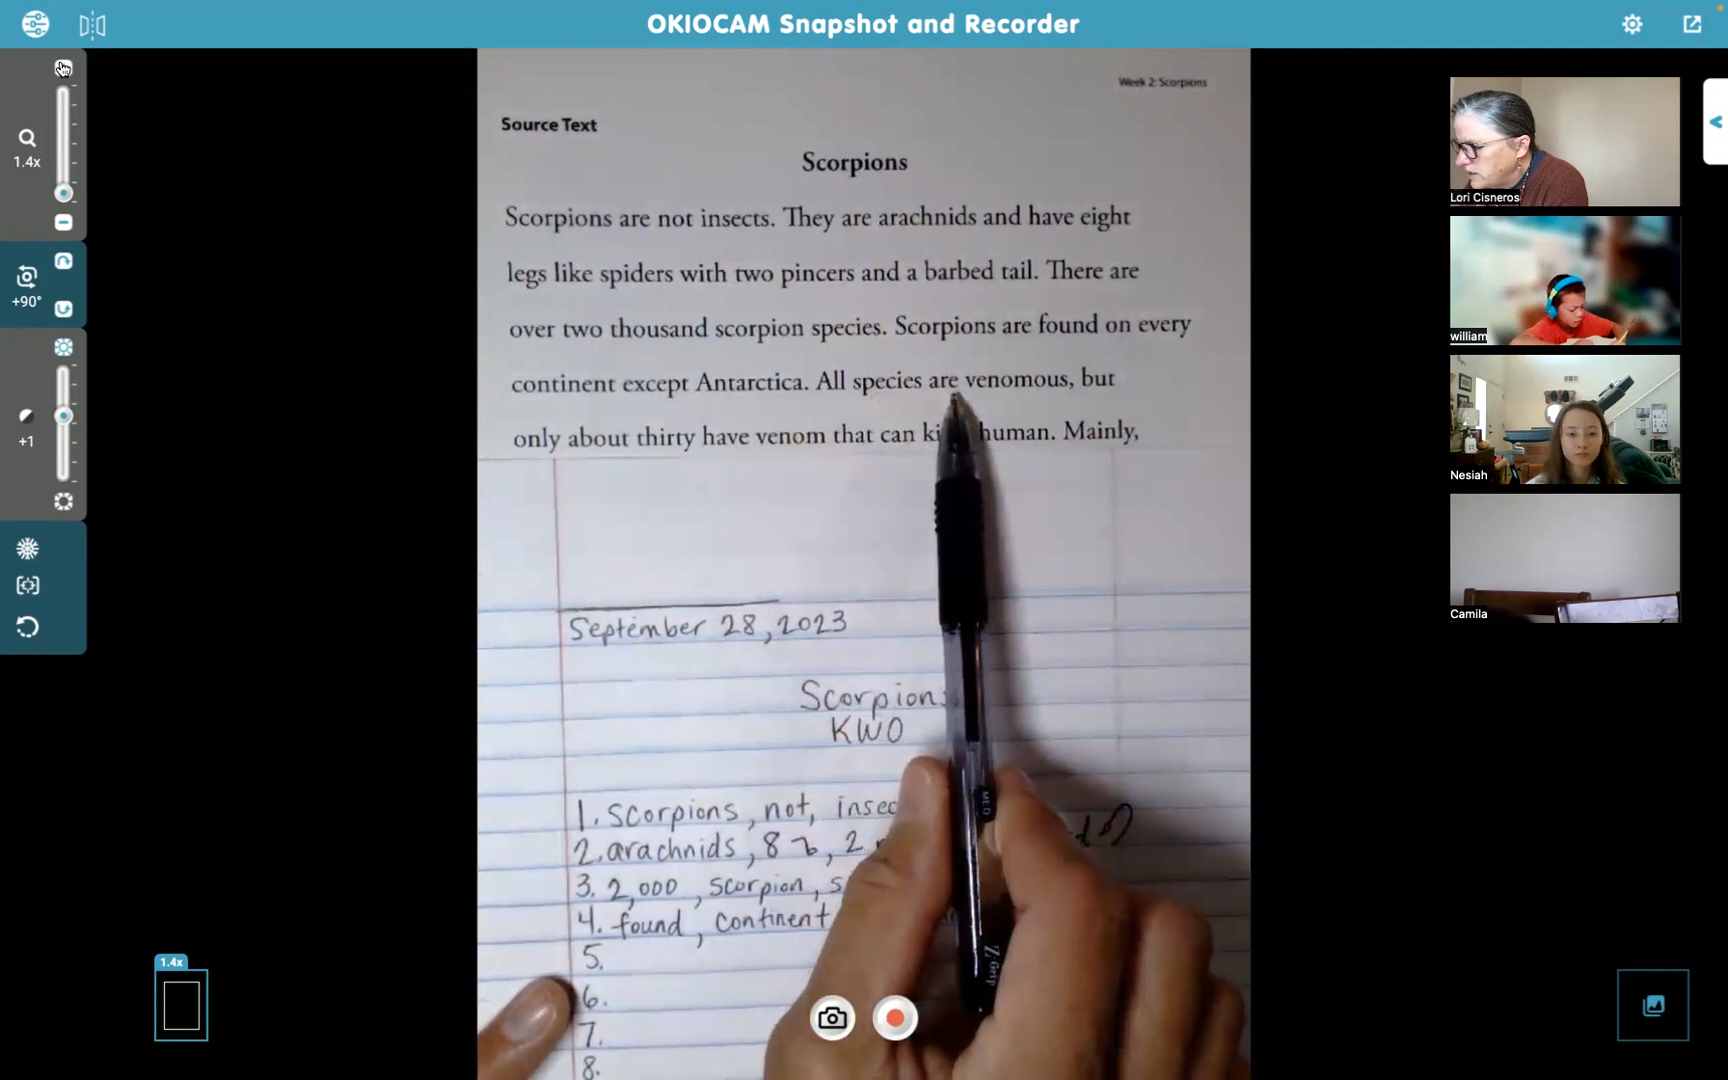 OKIOCAM Snapshot and Recorder
1.4x
+90°
+1
1.4x
Week 2: Scorpions
Source Text
Scorpions
Scorpions are not insects. They are arachnids and have eight
legs like spiders with two pincers and a barbed tail. There are
over two thousand scorpion species. Scorpions are found on every
continent except Antarctica. All species are venomous, but
only about thirty have venom that can human. Mainly,
September 28, 2023
Scorpions
KWO
1. scorpions, not,
2. arachnids, 8 , 2
3. 2,000, scorpion,
4. found, continent
5.
6.
7.
8.
MED
Z-Grip
Lori Cisneros
william
Nesiah
Camila